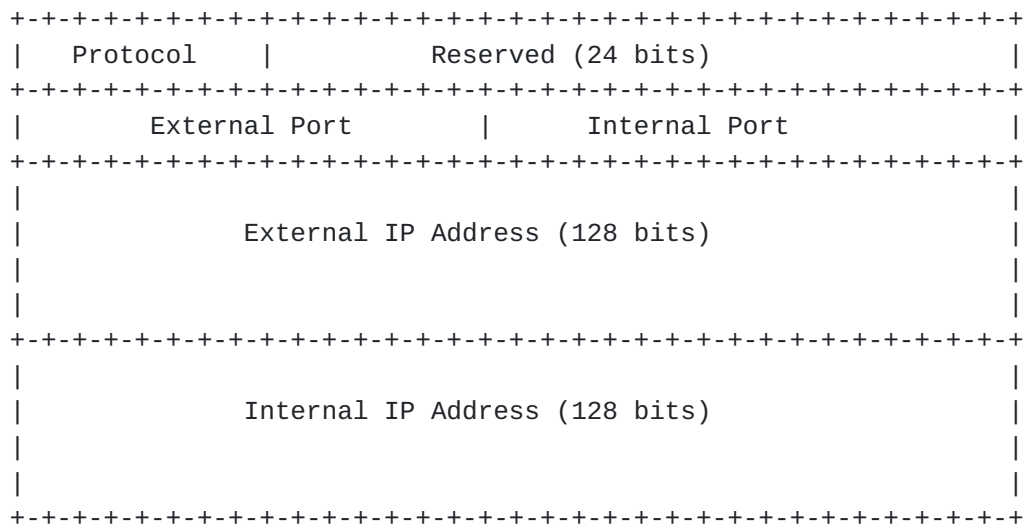 +-+-+-+-+-+-+-+-+-+-+-+-+-+-+-+-+-+-+-+-+-+-+-+-+-+-+-+-+-+-+-+-+
| Protocol | Reserved (24 bits) |
+-+-+-+-+-+-+-+-+-+-+-+-+-+-+-+-+-+-+-+-+-+-+-+-+-+-+-+-+-+-+-+-+
| External Port | Internal Port |
+-+-+-+-+-+-+-+-+-+-+-+-+-+-+-+-+-+-+-+-+-+-+-+-+-+-+-+-+-+-+-+-+
| |
| External IP Address (128 bits) |
| |
| |
+-+-+-+-+-+-+-+-+-+-+-+-+-+-+-+-+-+-+-+-+-+-+-+-+-+-+-+-+-+-+-+-+
| |
| Internal IP Address (128 bits) |
| |
| |
+-+-+-+-+-+-+-+-+-+-+-+-+-+-+-+-+-+-+-+-+-+-+-+-+-+-+-+-+-+-+-+-+